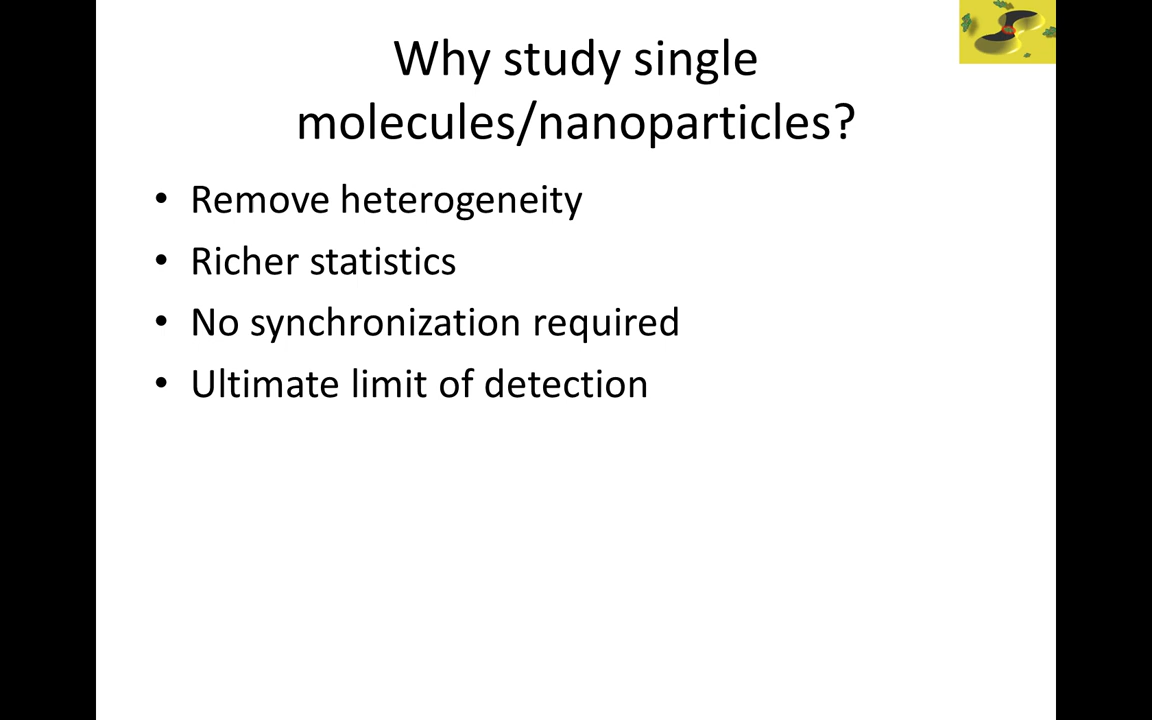 Why study single
molecules/nanoparticles?
• Remove heterogeneity
• Richer statistics
• No synchronization required
• Ultimate limit of detection